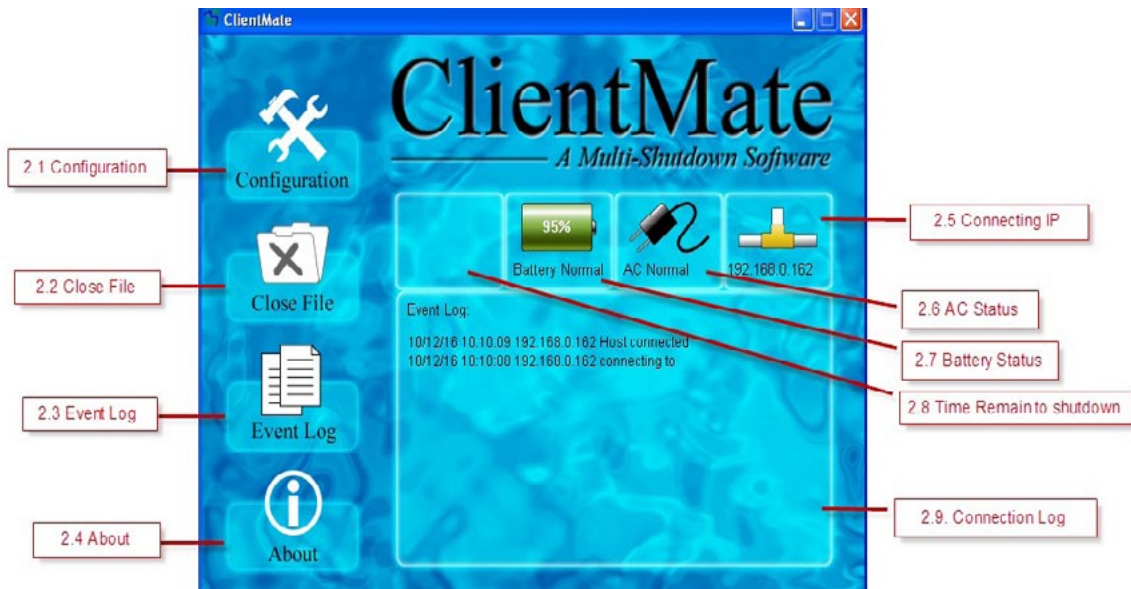 ClientMate
ClientMate
A Multi-Shutdown Software
2.1 Configuration
Configuration
2.2 Close File
Close File
2.3 Event Log
Event Log
2.4 About
About
95%
Battery Normal
AC Normal
192.168.0.162
Event Log:
10/12/16 10:10:09 192.168.0.162 Host connected
10/12/16 10:10:00 192.168.0.162 connecting to
2.5 Connecting IP
2.6 AC Status
2.7 Battery Status
2.8 Time Remain to shutdown
2.9. Connection Log